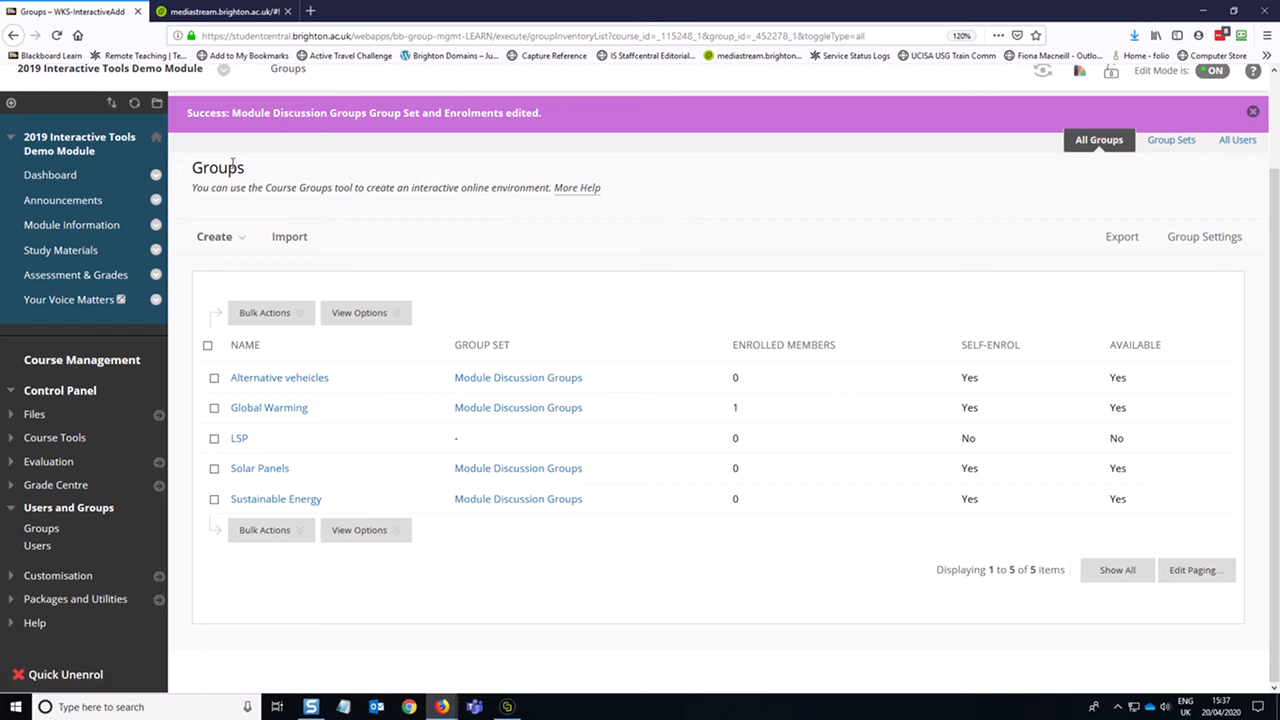 Groups – WKS-InteractiveAdd
mediastream.brighton.ac.uk/#!
https://studentcentral.brighton.ac.uk/webapps/bb-group-mgmt-LEARN/execute/groupInventoryList?course_id=_115248_1&group_id=_452278_1&toggleType=all
120%
Blackboard Learn
Remote Teaching | Te...
Add to My Bookmarks
Active Travel Challenge
Brighton Domains – Ju...
Capture Reference
IS Staffcentral Editorial...
mediastream.brighton...
Service Status Logs
UCISA USG Train Comm
Fiona Macneill - Outlo...
Home - folio
Computer Store
2019 Interactive Tools Demo Module
Groups
Edit Mode is:
ON
?
Success: Module Discussion Groups Group Set and Enrolments edited.
All Groups
Group Sets
All Users
2019 Interactive Tools
Demo Module
Dashboard
Announcements
Module Information
Study Materials
Assessment & Grades
Your Voice Matters
Course Management
Control Panel
Files
Course Tools
Evaluation
Grade Centre
Users and Groups
Groups
Users
Customisation
Packages and Utilities
Help
Quick Unenrol
Groups
You can use the Course Groups tool to create an interactive online environment. More Help
Create
Import
Export
Group Settings
Bulk Actions
View Options
NAME GROUP SET ENROLLED MEMBERS SELF-ENROL AVAILABLE
Alternative veheicles Module Discussion Groups 0 Yes Yes
Global Warming Module Discussion Groups 1 Yes Yes
LSP - 0 No No
Solar Panels Module Discussion Groups 0 Yes Yes
Sustainable Energy Module Discussion Groups 0 Yes Yes
Bulk Actions
View Options
Displaying 1 to 5 of 5 items
Show All
Edit Paging...
Type here to search
ENG
UK
15:37
20/04/2020